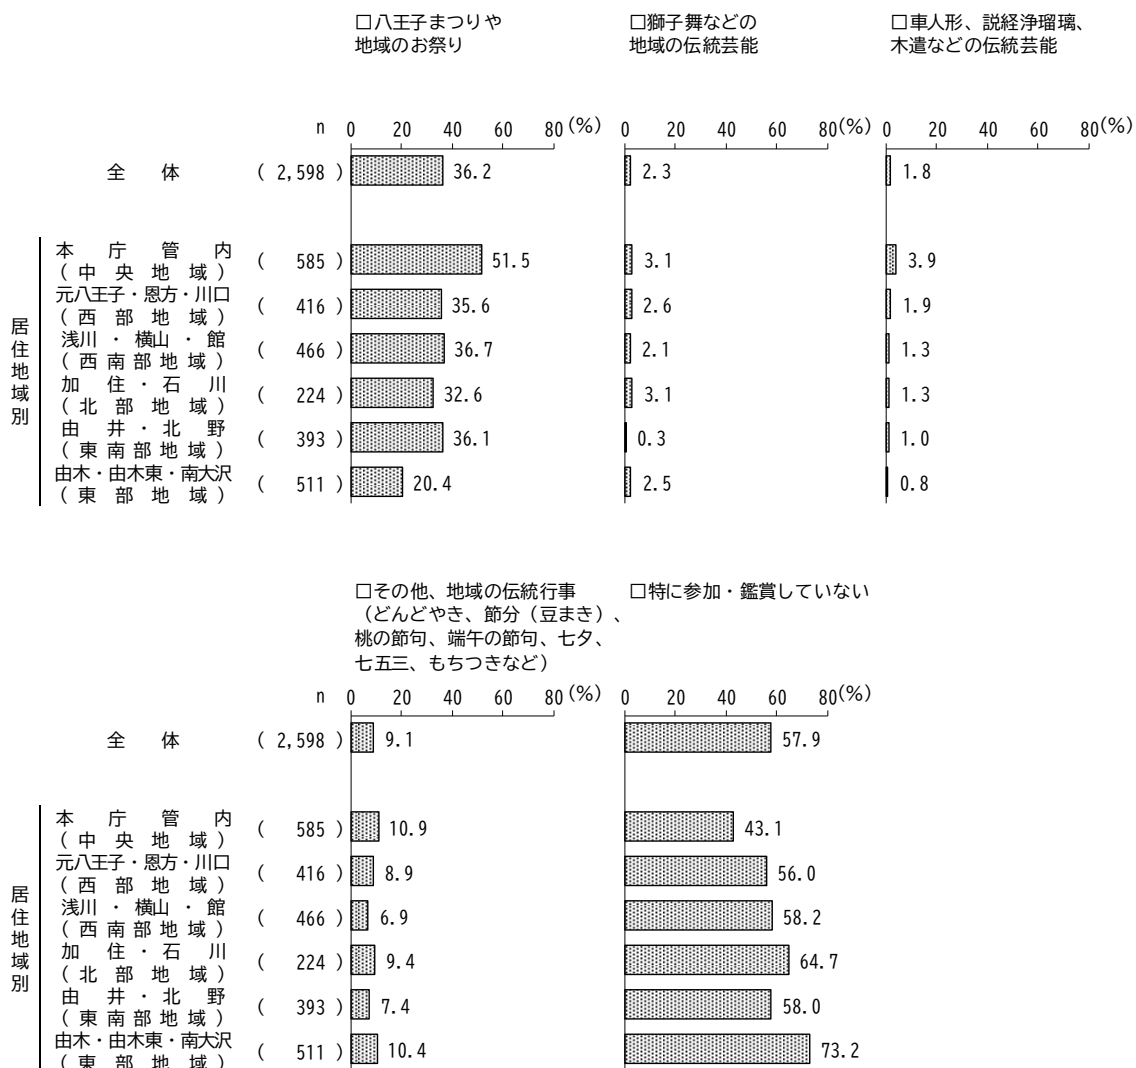 □八王子まつりや
地域のお祭り
□獅子舞などの
地域の伝統芸能
□車人形、説経浄瑠璃、
木遣などの伝統芸能
n 0 20 40 60 80(%) 0 20 40 60 80(%) 0 20 40 60 80(%)
全体 ( 2,598 ) 36.2 2.3 1.8
居住地域別
本庁管内
(中央地域) ( 585 ) 51.5 3.1 3.9
元八王子・恩方・川口
(西部地域) ( 416 ) 35.6 2.6 1.9
浅川・横山・館
(西南部地域) ( 466 ) 36.7 2.1 1.3
加住・石川
(北部地域) ( 224 ) 32.6 3.1 1.3
由井・北野
(東南部地域) ( 393 ) 36.1 0.3 1.0
由木・由木東・南大沢
(東部地域) ( 511 ) 20.4 2.5 0.8
□その他、地域の伝統行事
(どんどやき、節分(豆まき)、
桃の節句、端午の節句、七夕、
七五三、もちつきなど)
□特に参加・鑑賞していない
n 0 20 40 60 80(%) 0 20 40 60 80(%)
全体 ( 2,598 ) 9.1 57.9
居住地域別
本庁管内
(中央地域) ( 585 ) 10.9 43.1
元八王子・恩方・川口
(西部地域) ( 416 ) 8.9 56.0
浅川・横山・館
(西南部地域) ( 466 ) 6.9 58.2
加住・石川
(北部地域) ( 224 ) 9.4 64.7
由井・北野
(東南部地域) ( 393 ) 7.4 58.0
由木・由木東・南大沢
(東部地域) ( 511 ) 10.4 73.2